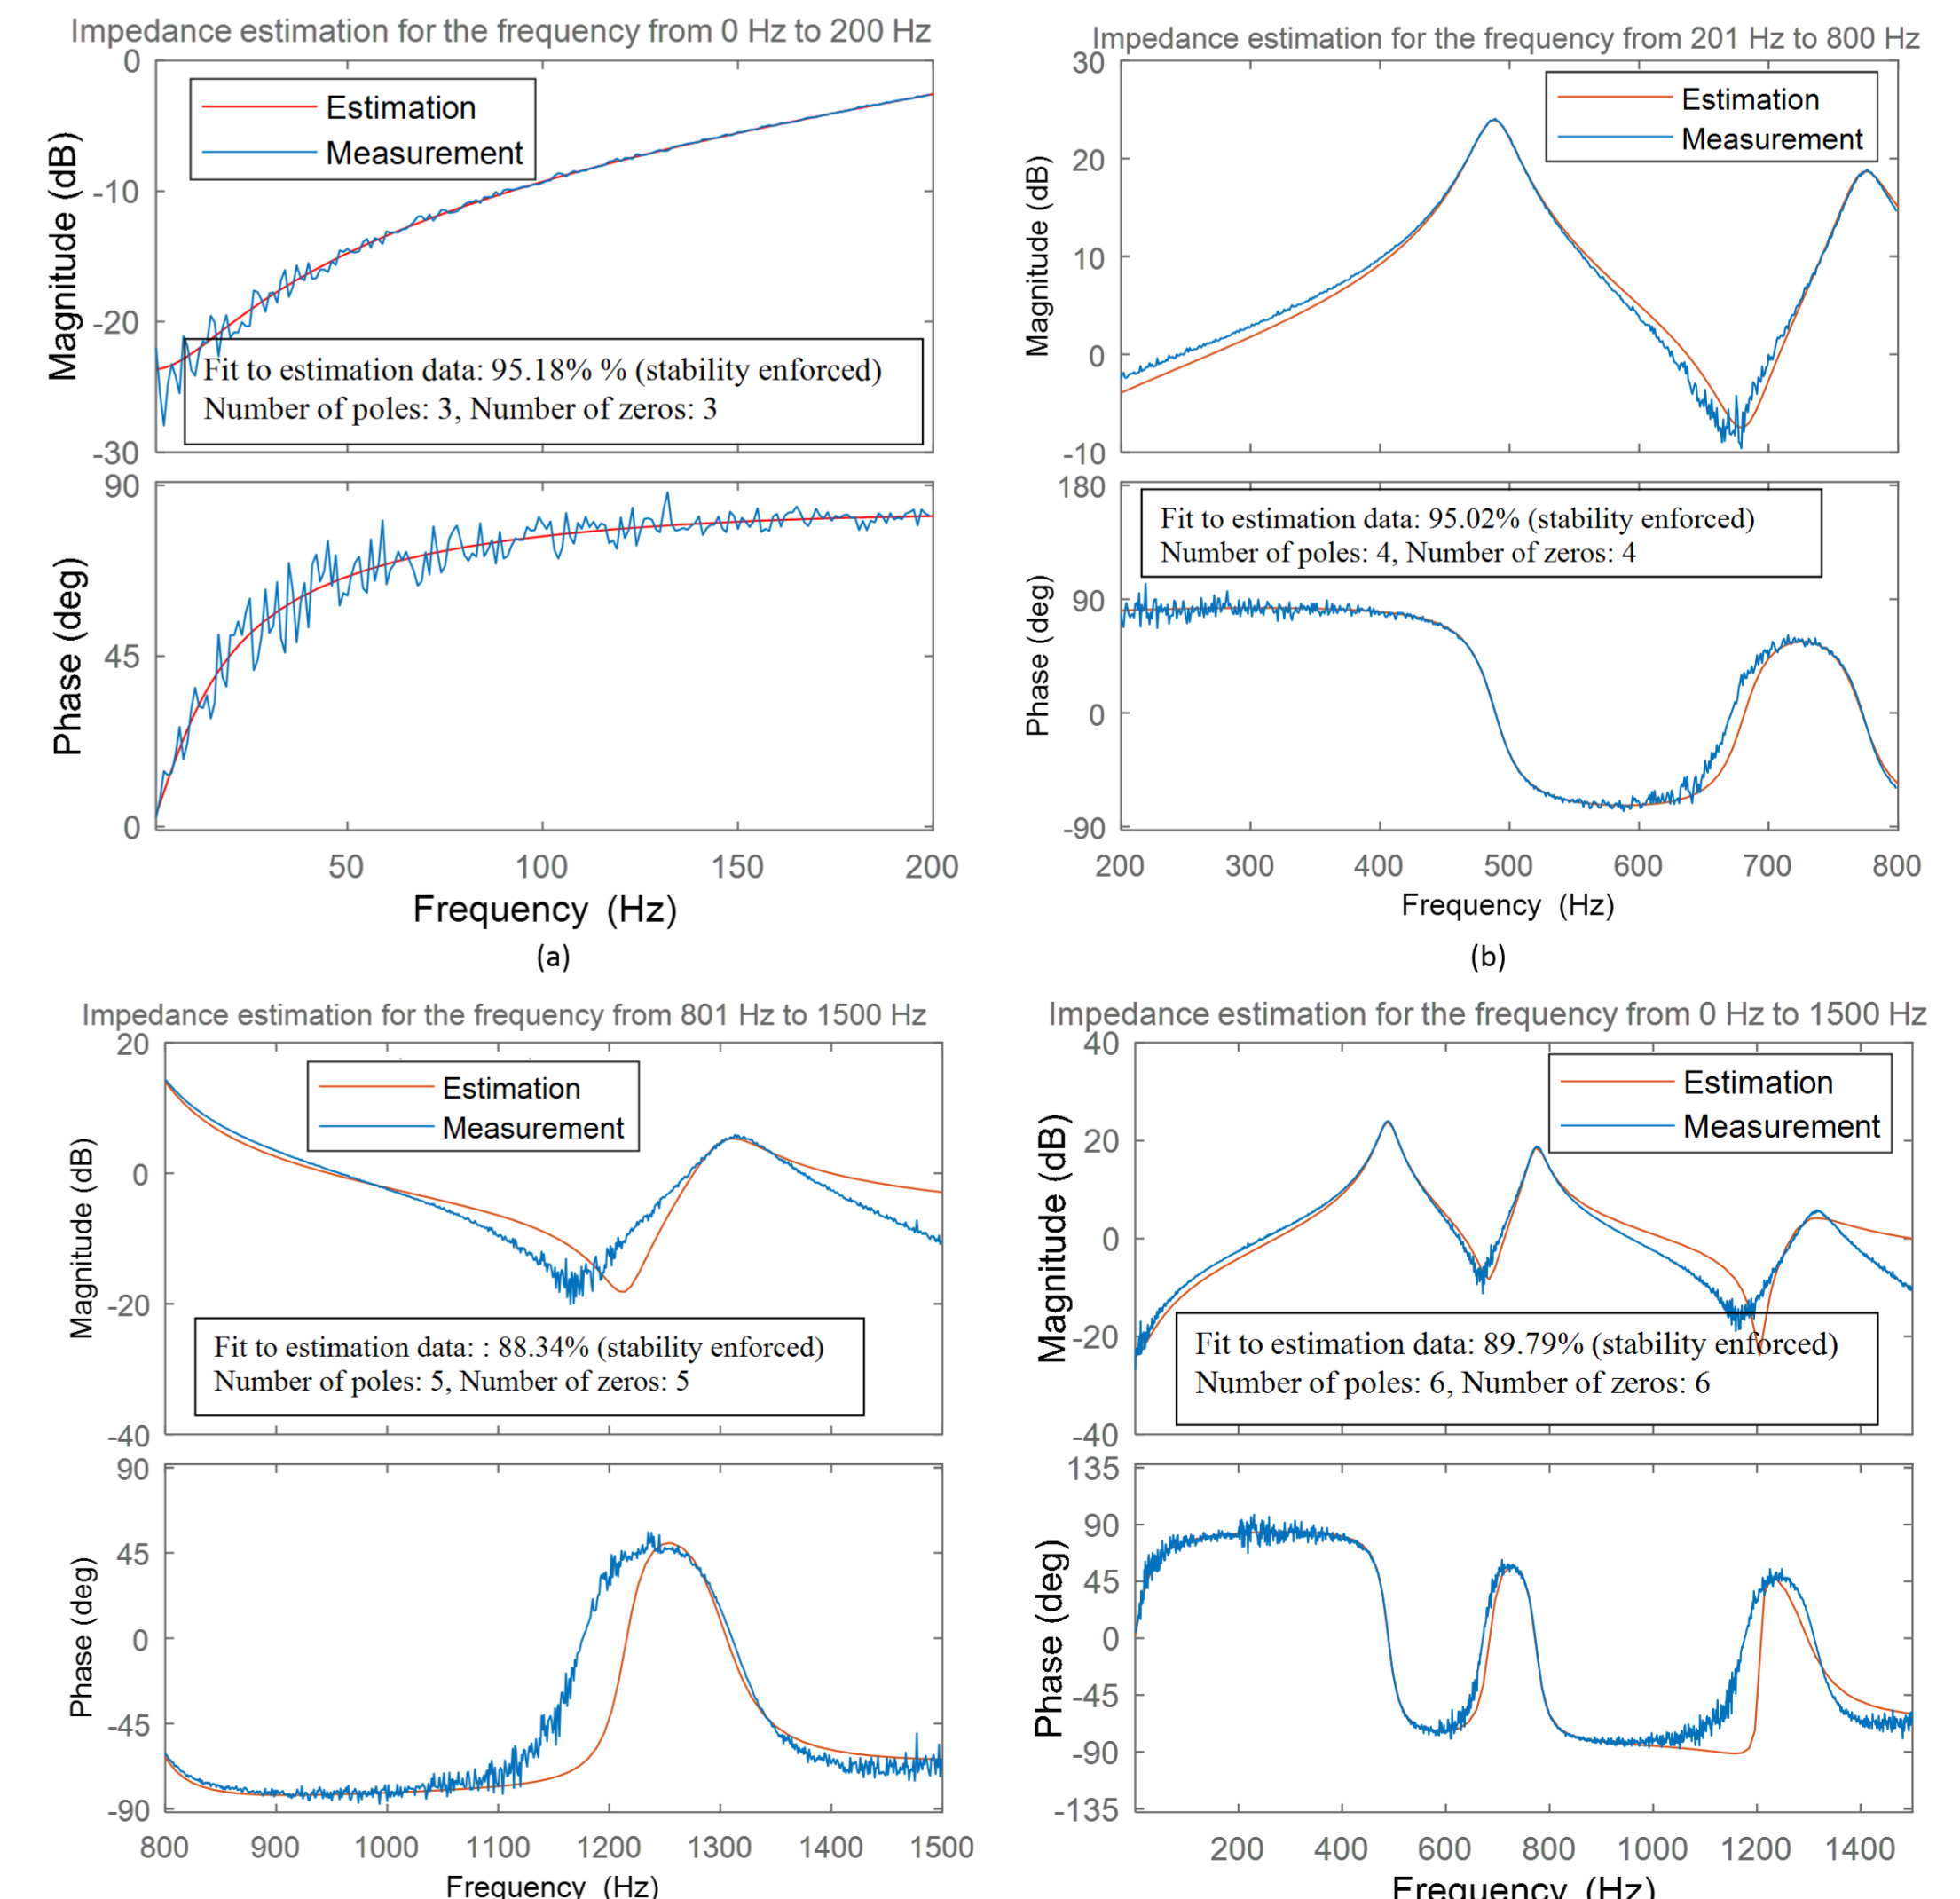 Impedance estimation for the frequency from 0 Hz to 200 Hz
0
-10
-20
-30
Magnitude (dB)
Estimation
Measurement
Fit to estimation data: 95.18% % (stability enforced)
Number of poles: 3, Number of zeros: 3
90
45
0
Phase (deg)
50 100 150 200
Frequency (Hz)
(a)
Impedance estimation for the frequency from 201 Hz to 800 Hz
30
20
10
0
-10
Magnitude (dB)
Estimation
Measurement
180
90
0
-90
Phase (deg)
Fit to estimation data: 95.02% (stability enforced)
Number of poles: 4, Number of zeros: 4
200 300 400 500 600 700 800
Frequency (Hz)
(b)
Impedance estimation for the frequency from 801 Hz to 1500 Hz
20
0
-20
-40
Magnitude (dB)
Estimation
Measurement
Fit to estimation data: : 88.34% (stability enforced)
Number of poles: 5, Number of zeros: 5
90
45
0
-45
-90
Phase (deg)
800 900 1000 1100 1200 1300 1400 1500
Frequency (Hz)
Impedance estimation for the frequency from 0 Hz to 1500 Hz
40
20
0
-20
-40
Magnitude (dB)
Estimation
Measurement
Fit to estimation data: 89.79% (stability enforced)
Number of poles: 6, Number of zeros: 6
135
90
45
0
-45
-90
-135
Phase (deg)
200 400 600 800 1000 1200 1400
Frequency (Hz)